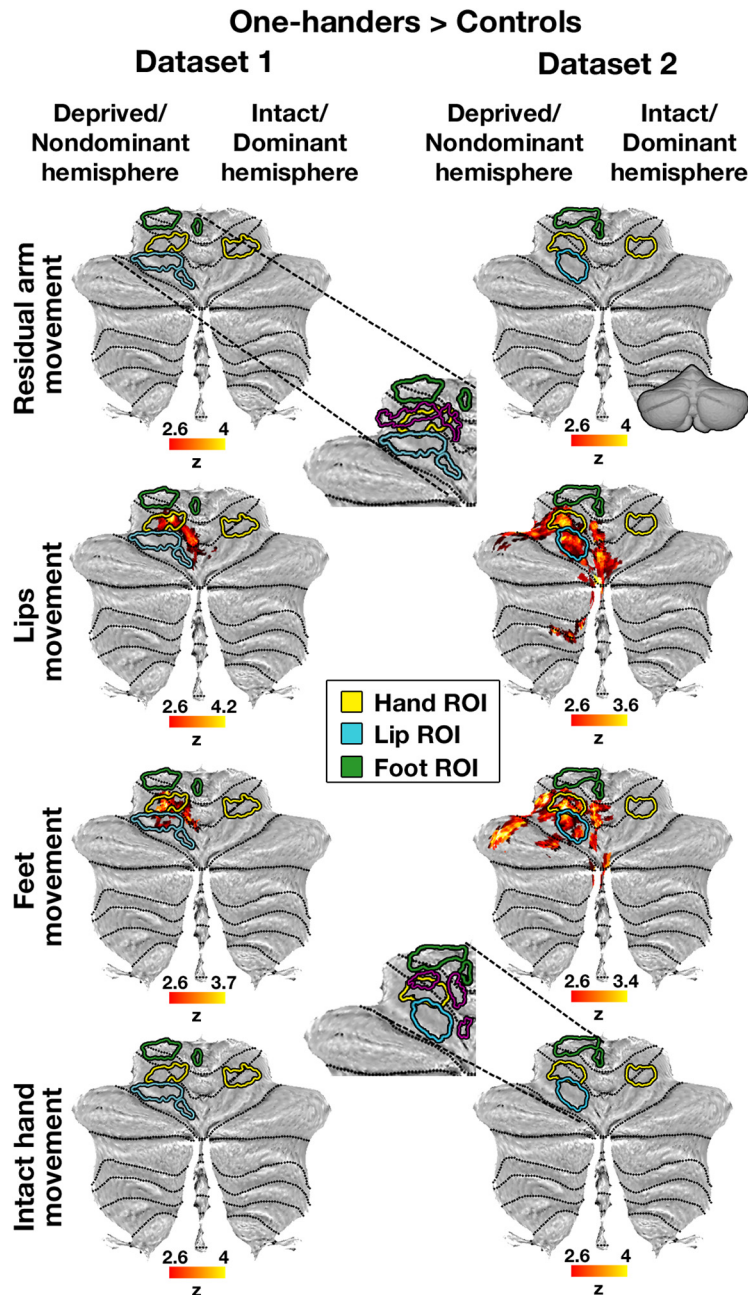 One-handers > Controls
Dataset 1
Dataset 2
Deprived/
Nondominant
hemisphere
Intact/
Dominant
hemisphere
Deprived/
Nondominant
hemisphere
Intact/
Dominant
hemisphere
Residual arm
movement
2.6 4
z
2.6 4
z
Lips
movement
2.6 4.2
z
2.6 3.6
z
Hand ROI
Lip ROI
Foot ROI
Feet
movement
2.6 3.7
z
2.6 3.4
z
Intact hand
movement
2.6 4
z
2.6 4
z